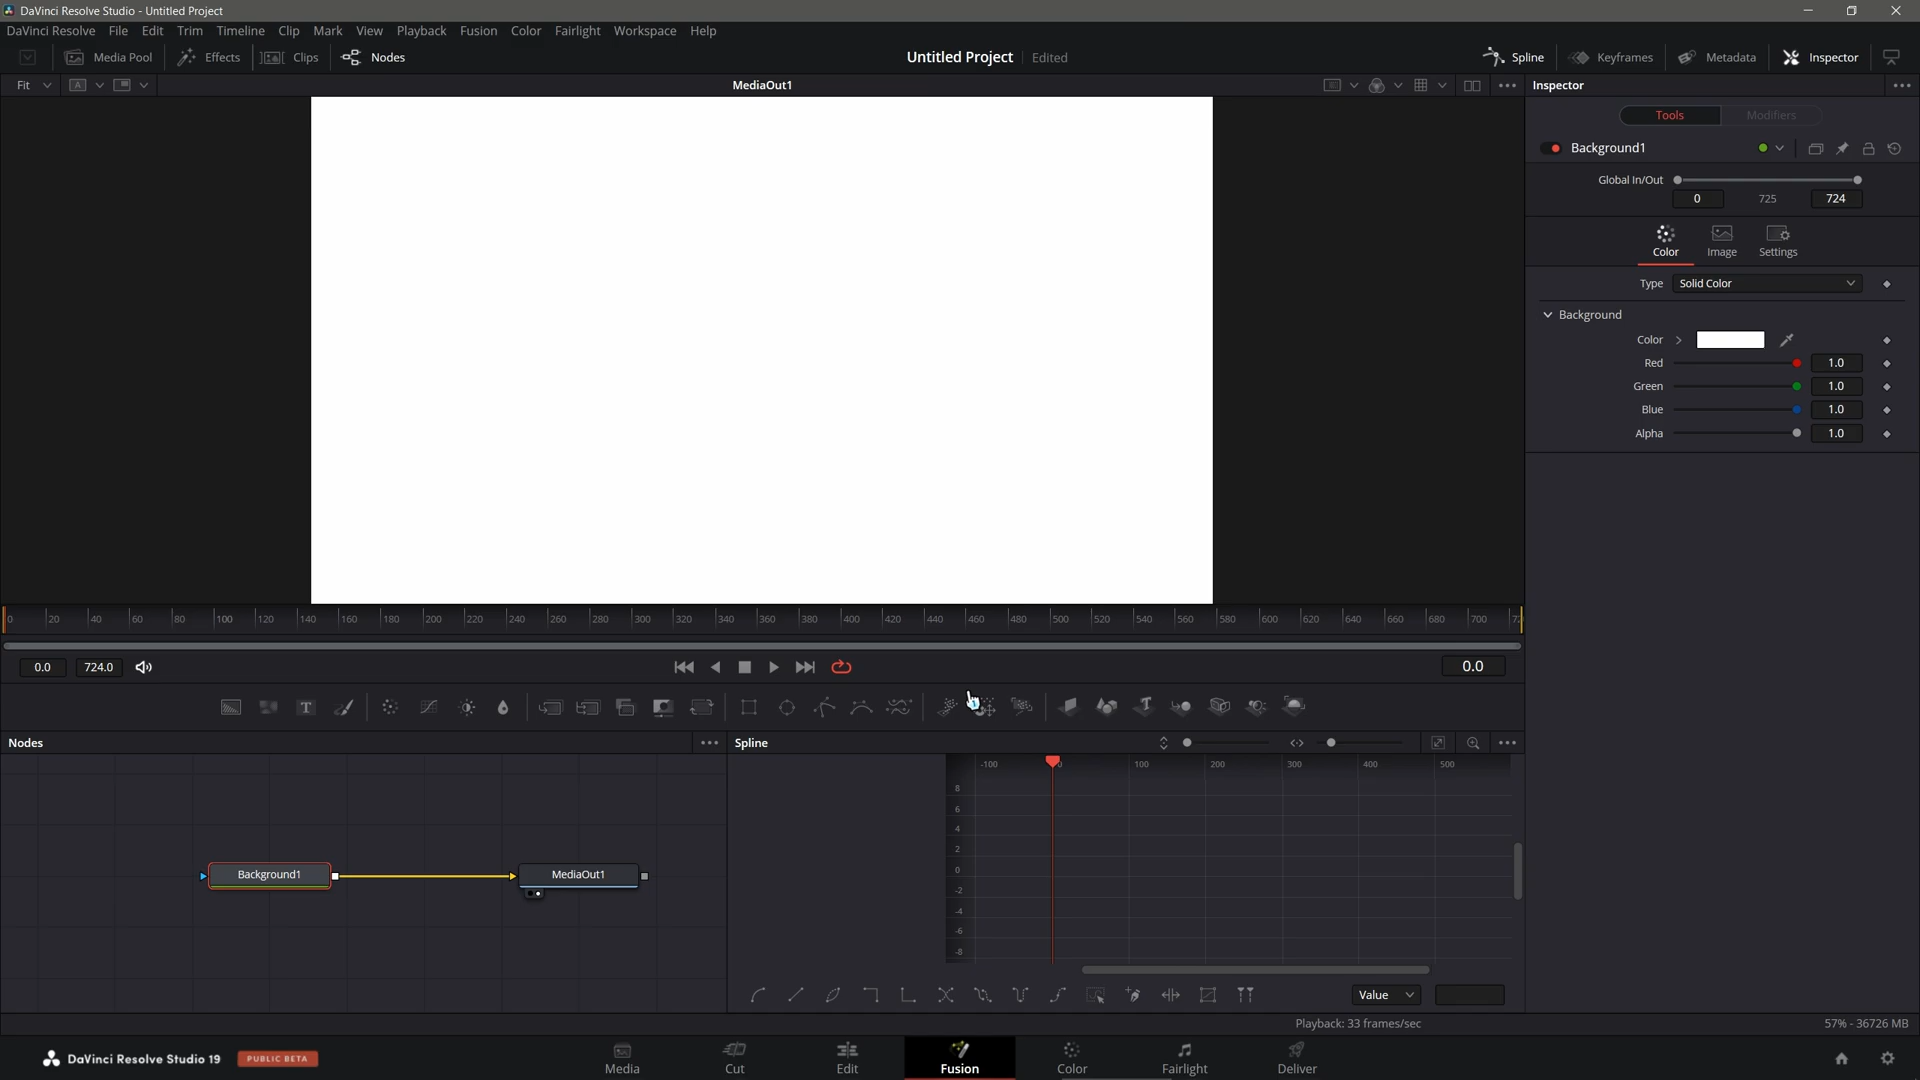 DaVinci Resolve Studio - Untitled Project
DaVinci Resolve File Edit Trim Timeline Clip Mark View Playback Fusion Color Fairlight Workspace Help
Media Pool Effects Clips Nodes Untitled Project Edited Spline Keyframes Metadata Inspector
Fit A MediaOut1 Inspector
Tools Modifiers
Background1
Global In/Out
0 725 724
Color Image Settings
Type Solid Color
Background
Color
Red 1.0
Green 1.0
Blue 1.0
Alpha 1.0
0 20 40 60 80 100 120 140 160 180 200 220 240 260 280 300 320 340 360 380 400 420 440 460 480 500 520 540 560 580 600 620 640 660 680 700
0.0 724.0 0.0
Nodes Spline
-100 0 100 200 300 400 500
8
6
4
2
0
-2
-4
-6
-8
Background1 MediaOut1
Value
Playback: 33 frames/sec 57% - 36726 MB
DaVinci Resolve Studio 19 PUBLIC BETA Media Cut Edit Fusion Color Fairlight Deliver